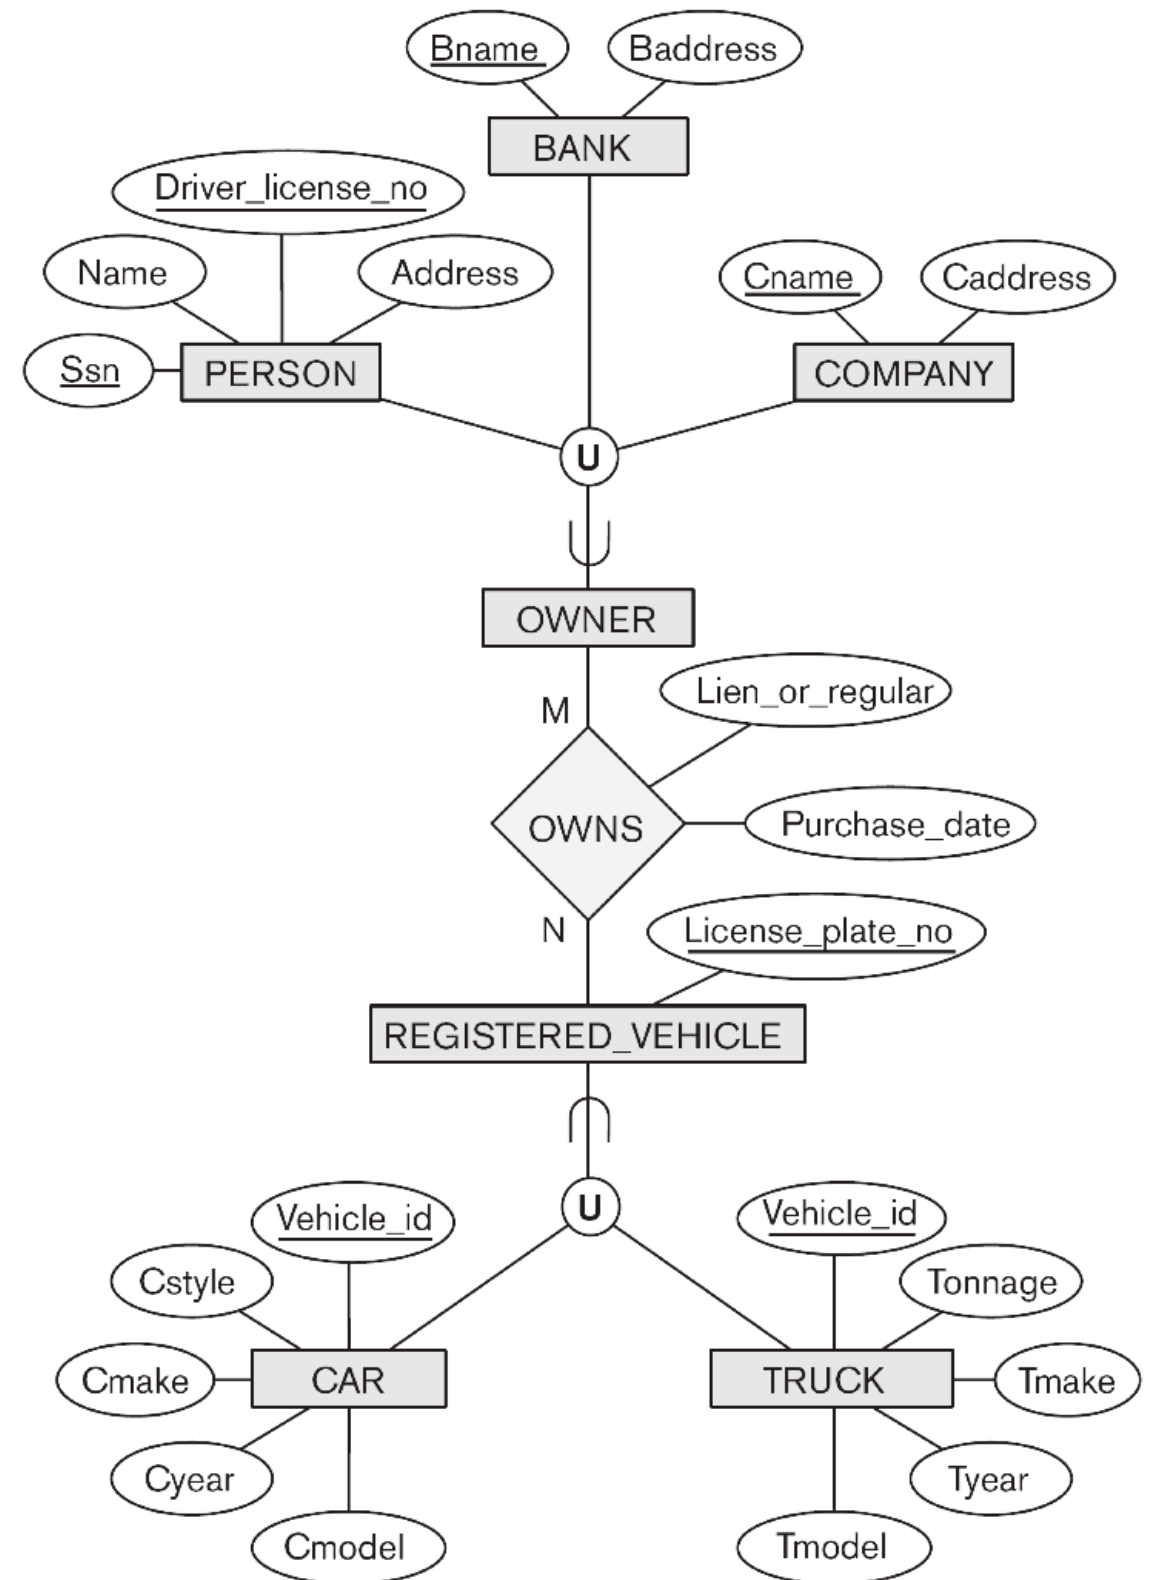 Bname
Baddress
BANK
Driver_license_no
Name
Address
Cname
Caddress
Ssn
PERSON
COMPANY
U
OWNER
M
Lien_or_regular
OWNS
Purchase_date
N
License_plate_no
REGISTERED_VEHICLE
U
Vehicle_id
Vehicle_id
Cstyle
Tonnage
Cmake
CAR
TRUCK
Tmake
Cyear
Tyear
Cmodel
Tmodel